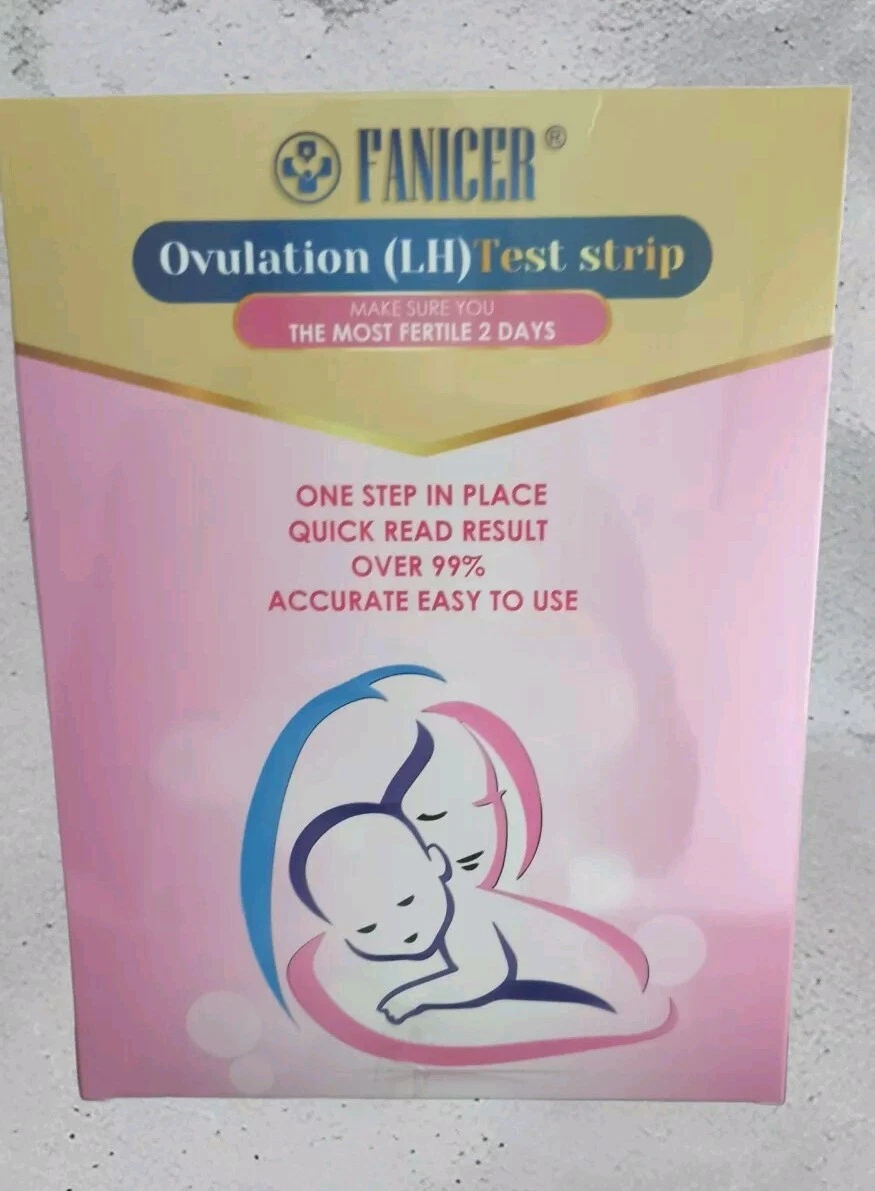 FANICER®
Ovulation (LH)Test strip
MAKE SURE YOU
THE MOST FERTILE 2 DAYS
ONE STEP IN PLACE
QUICK READ RESULT
OVER 99%
ACCURATE EASY TO USE